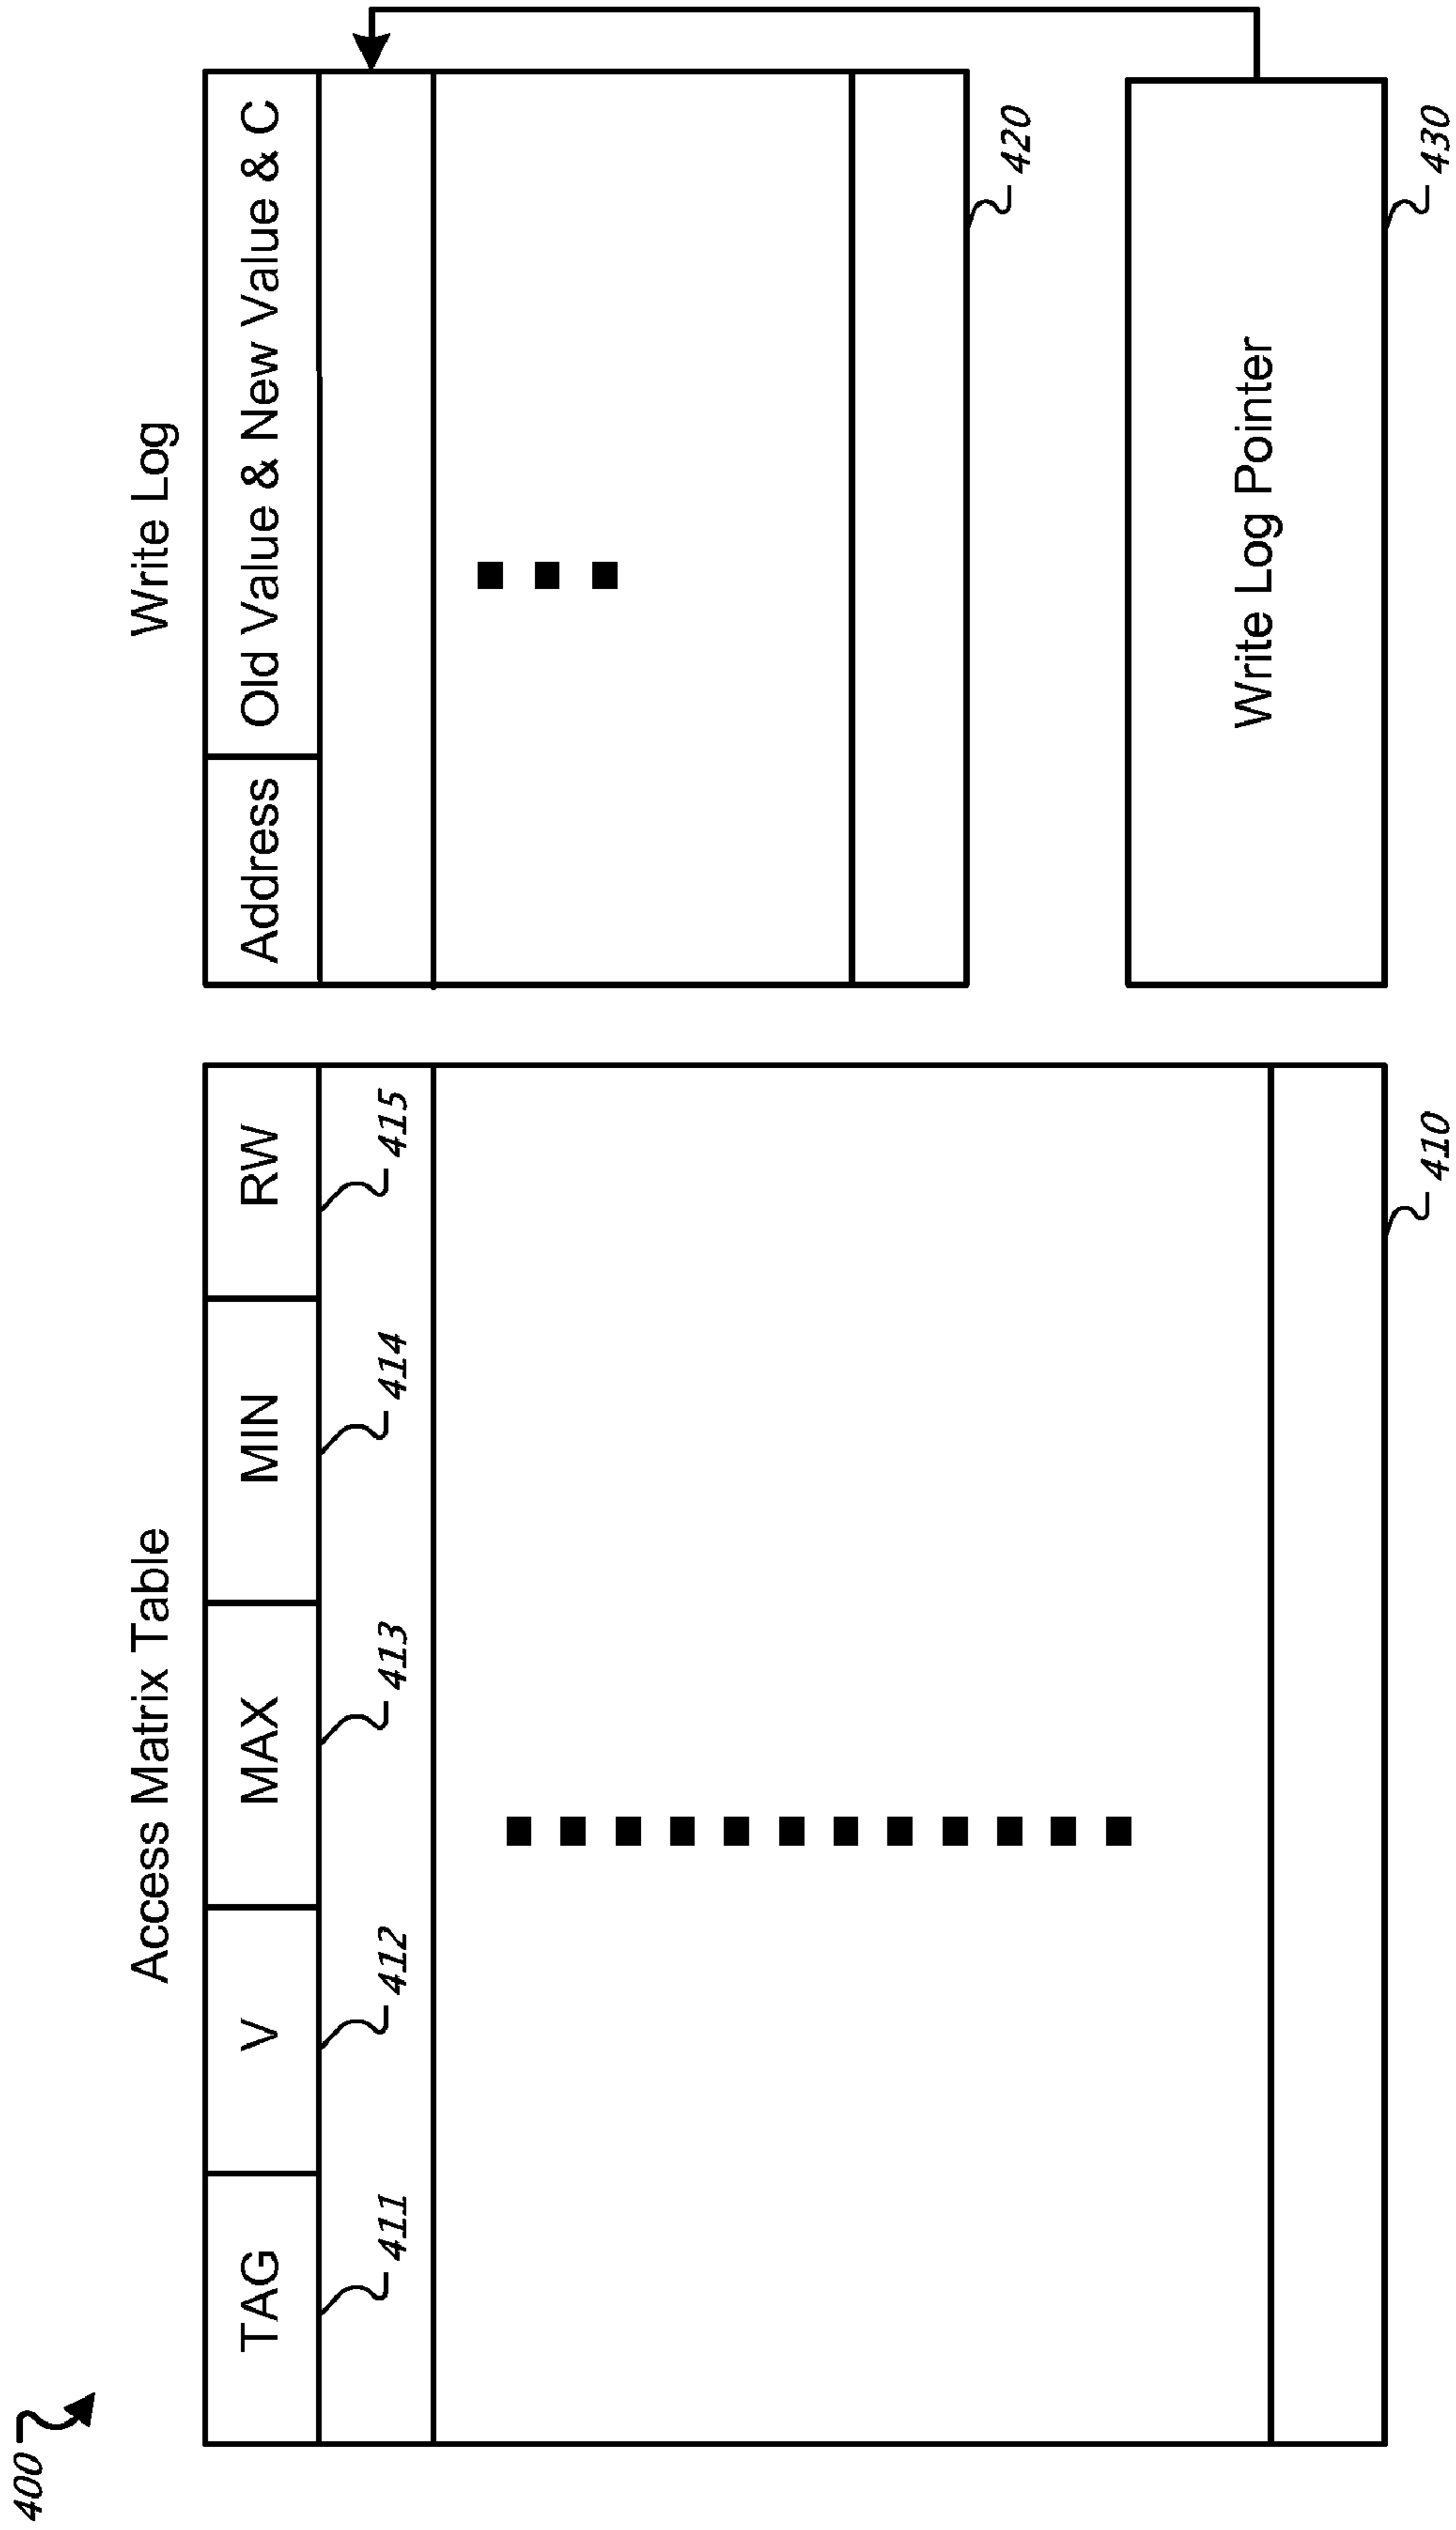 400
Access Matrix Table
TAG V MAX MIN RW
411 412 413 414 415
410
Write Log
Address Old Value & New Value & C
420
Write Log Pointer
430